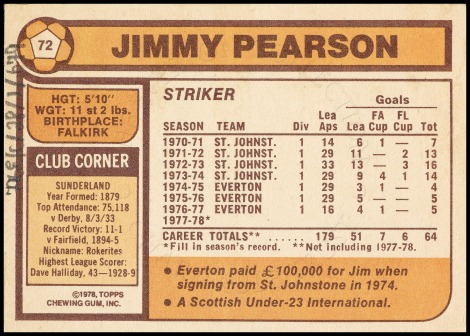 72
JIMMY PEARSON
HGT: 5'10"
WGT: 11 st 2 lbs.
BIRTHPLACE:
FALKIRK
CLUB CORNER
SUNDERLAND
Year Formed: 1879
Top Attendance: 75,118
v Derby, 8/3/33
Record Victory: 11-1
v Fairfield, 1894-5
Nickname: Rokerites
Highest League Scorer:
Dave Halliday, 43—1928-9
©1978, TOPPS
CHEWING GUM, INC.
STRIKER
Goals
Lea FA FL
SEASON TEAM Div Aps Lea Cup Cup Tot
1970-71 ST. JOHNST. 1 14 6 1 — 7
1971-72 ST. JOHNST. 1 29 11 — 2 13
1972-73 ST. JOHNST. 1 33 13 — 3 16
1973-74 ST. JOHNST. 1 29 9 4 1 14
1974-75 EVERTON 1 29 3 1 — 4
1975-76 EVERTON 1 29 5 — — 5
1976-77 EVERTON 1 16 4 1 — 5
1977-78*
CAREER TOTALS** ..... 179 51 7 6 64
*Fill in season's record. **Not including 1977-78.
• Everton paid £100,000 for Jim when
signing from St. Johnstone in 1974.
• A Scottish Under-23 International.